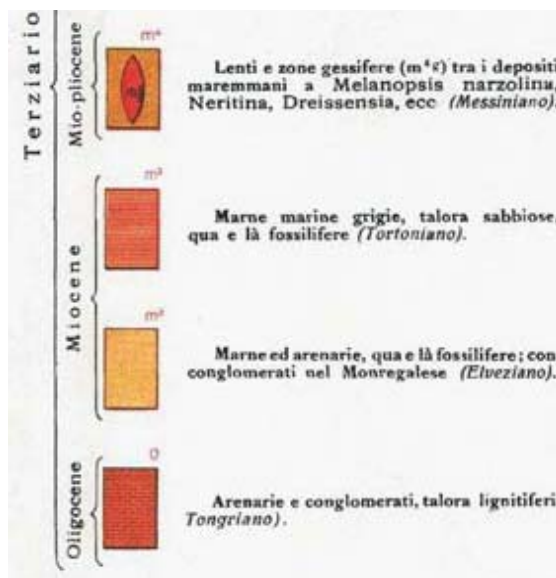 Terziario
Mio-pliocene
m⁴
Lenti e zone gessifere (m⁴g) tra i depositi
maremmani a Melanopsis narzolina,
Neritina, Dreissensia, ecc (Messiniano).
Miocene
m³
Marne marine grigie, talora sabbiose,
qua e là fossilifere (Tortoniano).
m²
Marne ed arenarie, qua e là fossilifere; con
conglomerati nel Monregalese (Elveziano).
Oligocene
O
Arenarie e conglomerati, talora lignitiferi
Tongriano).